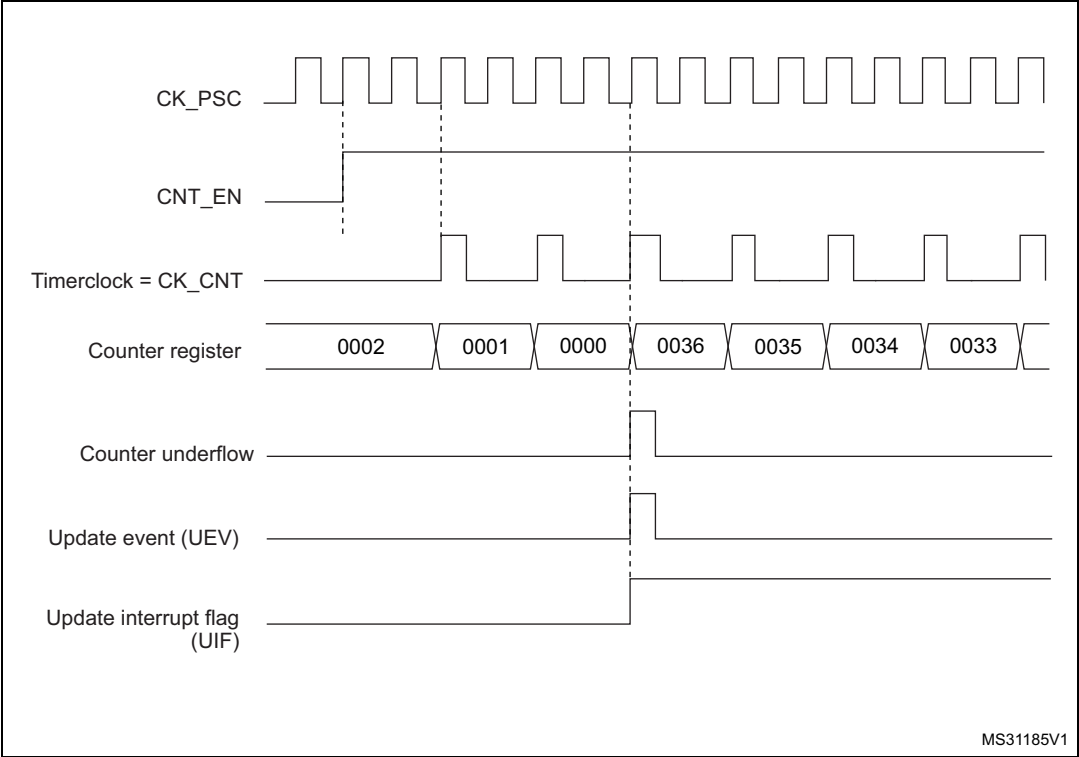 CK_PSC
CNT_EN
Timerclock = CK_CNT
Counter register
0002 0001 0000 0036 0035 0034 0033
Counter underflow
Update event (UEV)
Update interrupt flag
(UIF)
MS31185V1